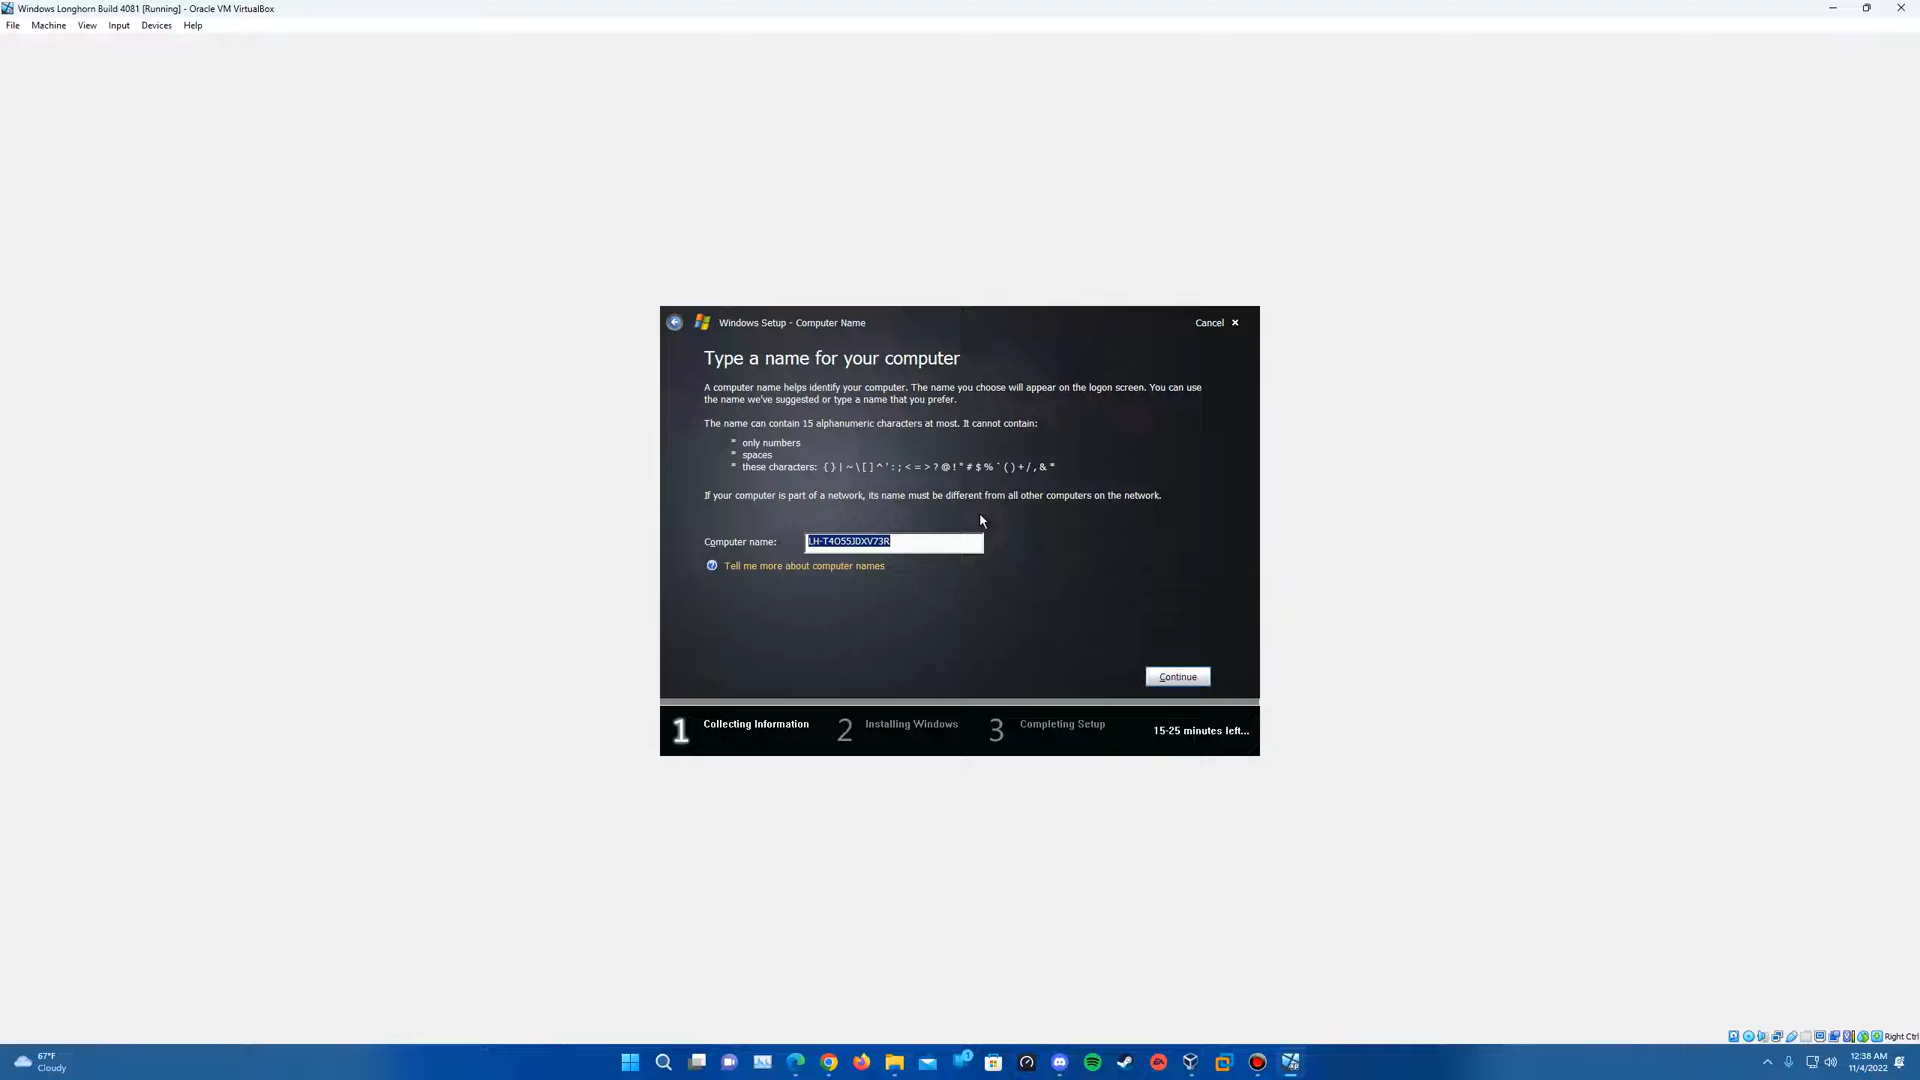 Windows Longhorn Build 4081 [Running] - Oracle VM VirtualBox
File Machine View Input Devices Help
Windows Setup - Computer Name
Cancel
Type a name for your computer
A computer name helps identify your computer. The name you choose will appear on the logon screen. You can use
the name we've suggested or type a name that you prefer.
The name can contain 15 alphanumeric characters at most. It cannot contain:
* only numbers
* spaces
* these characters: { } | ~ \ [ ] ^ ' : ; < = > ? @ ! " # $ % ` ( ) + / , & *
If your computer is part of a network, its name must be different from all other computers on the network.
Computer name: LH-T4O55JDXV73R
Tell me more about computer names
Continue
1 Collecting Information 2 Installing Windows 3 Completing Setup 15-25 minutes left...
Right Ctrl
67°F
Cloudy
1
12:38 AM
11/4/2022